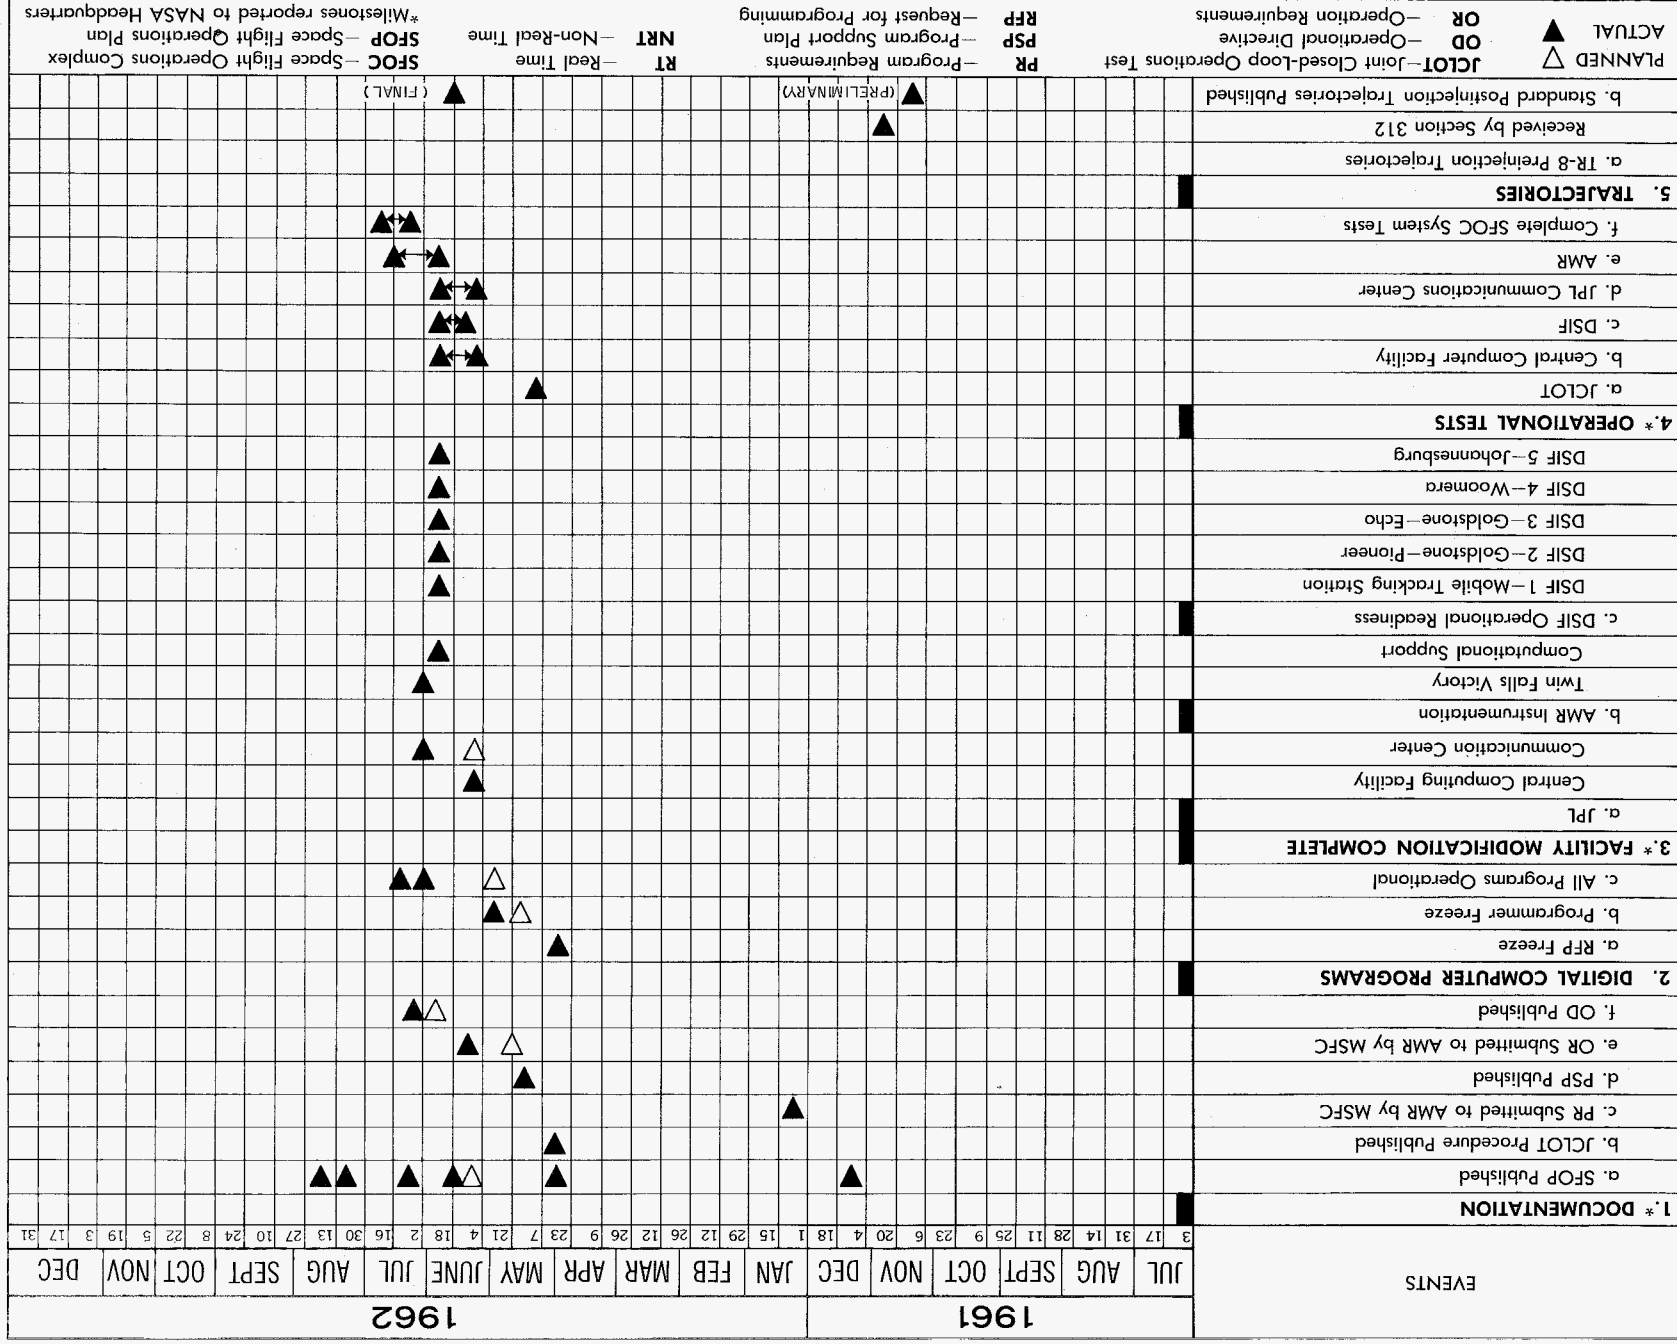 EVENTS
1961 1962
JUL AUG SEPT OCT NOV DEC JAN FEB MAR APR MAY JUNE JUL AUG SEPT OCT NOV DEC
3 17 31 14 28 11 25 9 23 6 20 4 18 1 15 29 12 26 12 26 9 23 7 21 4 18 2 16 30 13 27 10 24 8 22 5 19 3 17 31
1.* DOCUMENTATION
a. SFOP Published
b. JCLOT Procedure Published
c. PR Submitted to AMR by MSFC
d. PSP Published
e. OR Submitted to AMR by MSFC
f. OD Published
2. DIGITAL COMPUTER PROGRAMS
a. RFP Freeze
b. Programmer Freeze
c. All Programs Operational
3.* FACILITY MODIFICATION COMPLETE
a. JPL
Central Computing Facility
Communication Center
b. AMR Instrumentation
Twin Falls Victory
Computational Support
c. DSIF Operational Readiness
DSIF 1—Mobile Tracking Station
DSIF 2—Goldstone—Pioneer
DSIF 3—Goldstone—Echo
DSIF 4—Woomera
DSIF 5—Johannesburg
4.* OPERATIONAL TESTS
a. JCLOT
b. Central Computer Facility
c. DSIF
d. JPL Communications Center
e. AMR
f. Complete SFOC System Tests
5. TRAJECTORIES
a. TR-8 Preinjection Trajectories
Received by Section 312
b. Standard Postinjection Trajectories Published (PRELIMINARY) (FINAL)
PLANNED △ JCLOT—Joint Closed-Loop Operations Test PR —Program Requirements RT —Real Time SFOC —Space Flight Operations Complex
ACTUAL ▲ OD —Operational Directive PSP —Program Support Plan NRT —Non-Real Time SFOP —Space Flight Operations Plan
OR —Operation Requirements RFP —Request for Programming *Milestones reported to NASA Headquarters